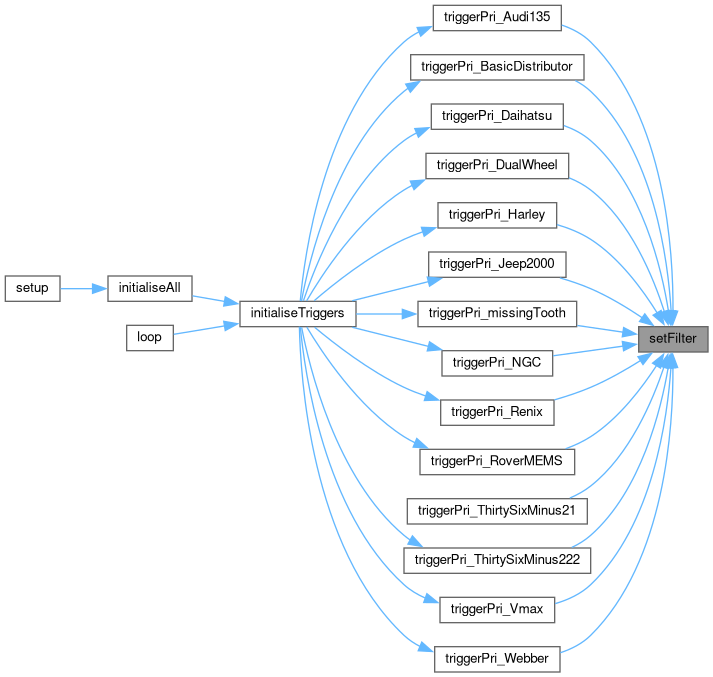 triggerPri_Audi135
triggerPri_BasicDistributor
triggerPri_Daihatsu
triggerPri_DualWheel
triggerPri_Harley
triggerPri_Jeep2000
setup
initialiseAll
initialiseTriggers
triggerPri_missingTooth
loop
setFilter
triggerPri_NGC
triggerPri_Renix
triggerPri_RoverMEMS
triggerPri_ThirtySixMinus21
triggerPri_ThirtySixMinus222
triggerPri_Vmax
triggerPri_Webber